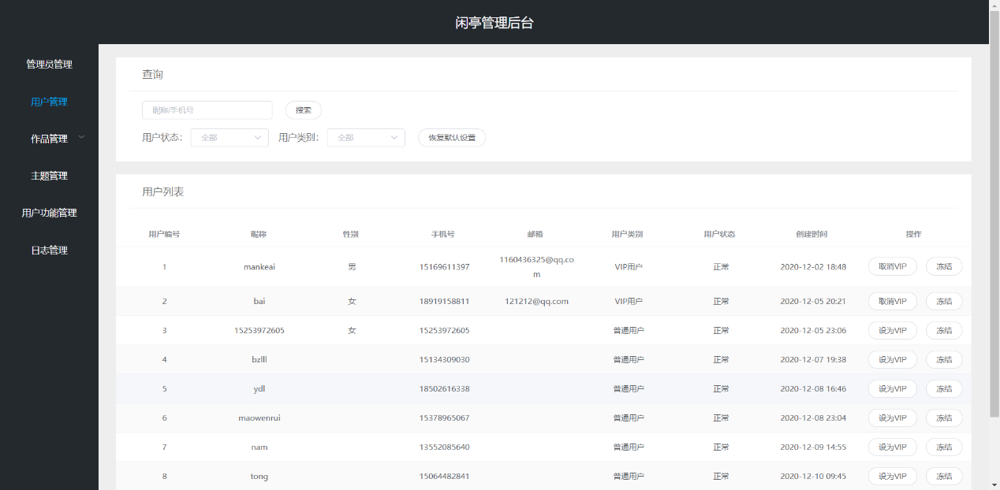 闲亭管理后台
管理员管理
用户管理
作品管理
主题管理
用户功能管理
日志管理
查询
昵称/手机号 搜索
用户状态: 全部 用户类别: 全部 恢复默认设置
用户列表
用户编号 昵称 性别 手机号 邮箱 用户类别 用户状态 创建时间 操作
1 mankeai 男 15169611397 1160436325@qq.co VIP用户 正常 2020-12-02 18:48 取消VIP 冻结
m
2 bai 女 18919158811 121212@qq.com VIP用户 正常 2020-12-05 20:21 取消VIP 冻结
3 15253972605 女 15253972605 普通用户 正常 2020-12-05 23:06 设为VIP 冻结
4 bzlll 15134309030 普通用户 正常 2020-12-07 19:38 设为VIP 冻结
5 ydl 18502616338 普通用户 正常 2020-12-08 16:46 设为VIP 冻结
6 maowenrui 15378965067 普通用户 正常 2020-12-08 23:04 设为VIP 冻结
7 nam 13552085640 普通用户 正常 2020-12-09 14:55 设为VIP 冻结
8 tong 15064482841 普通用户 正常 2020-12-10 09:45 设为VIP 冻结